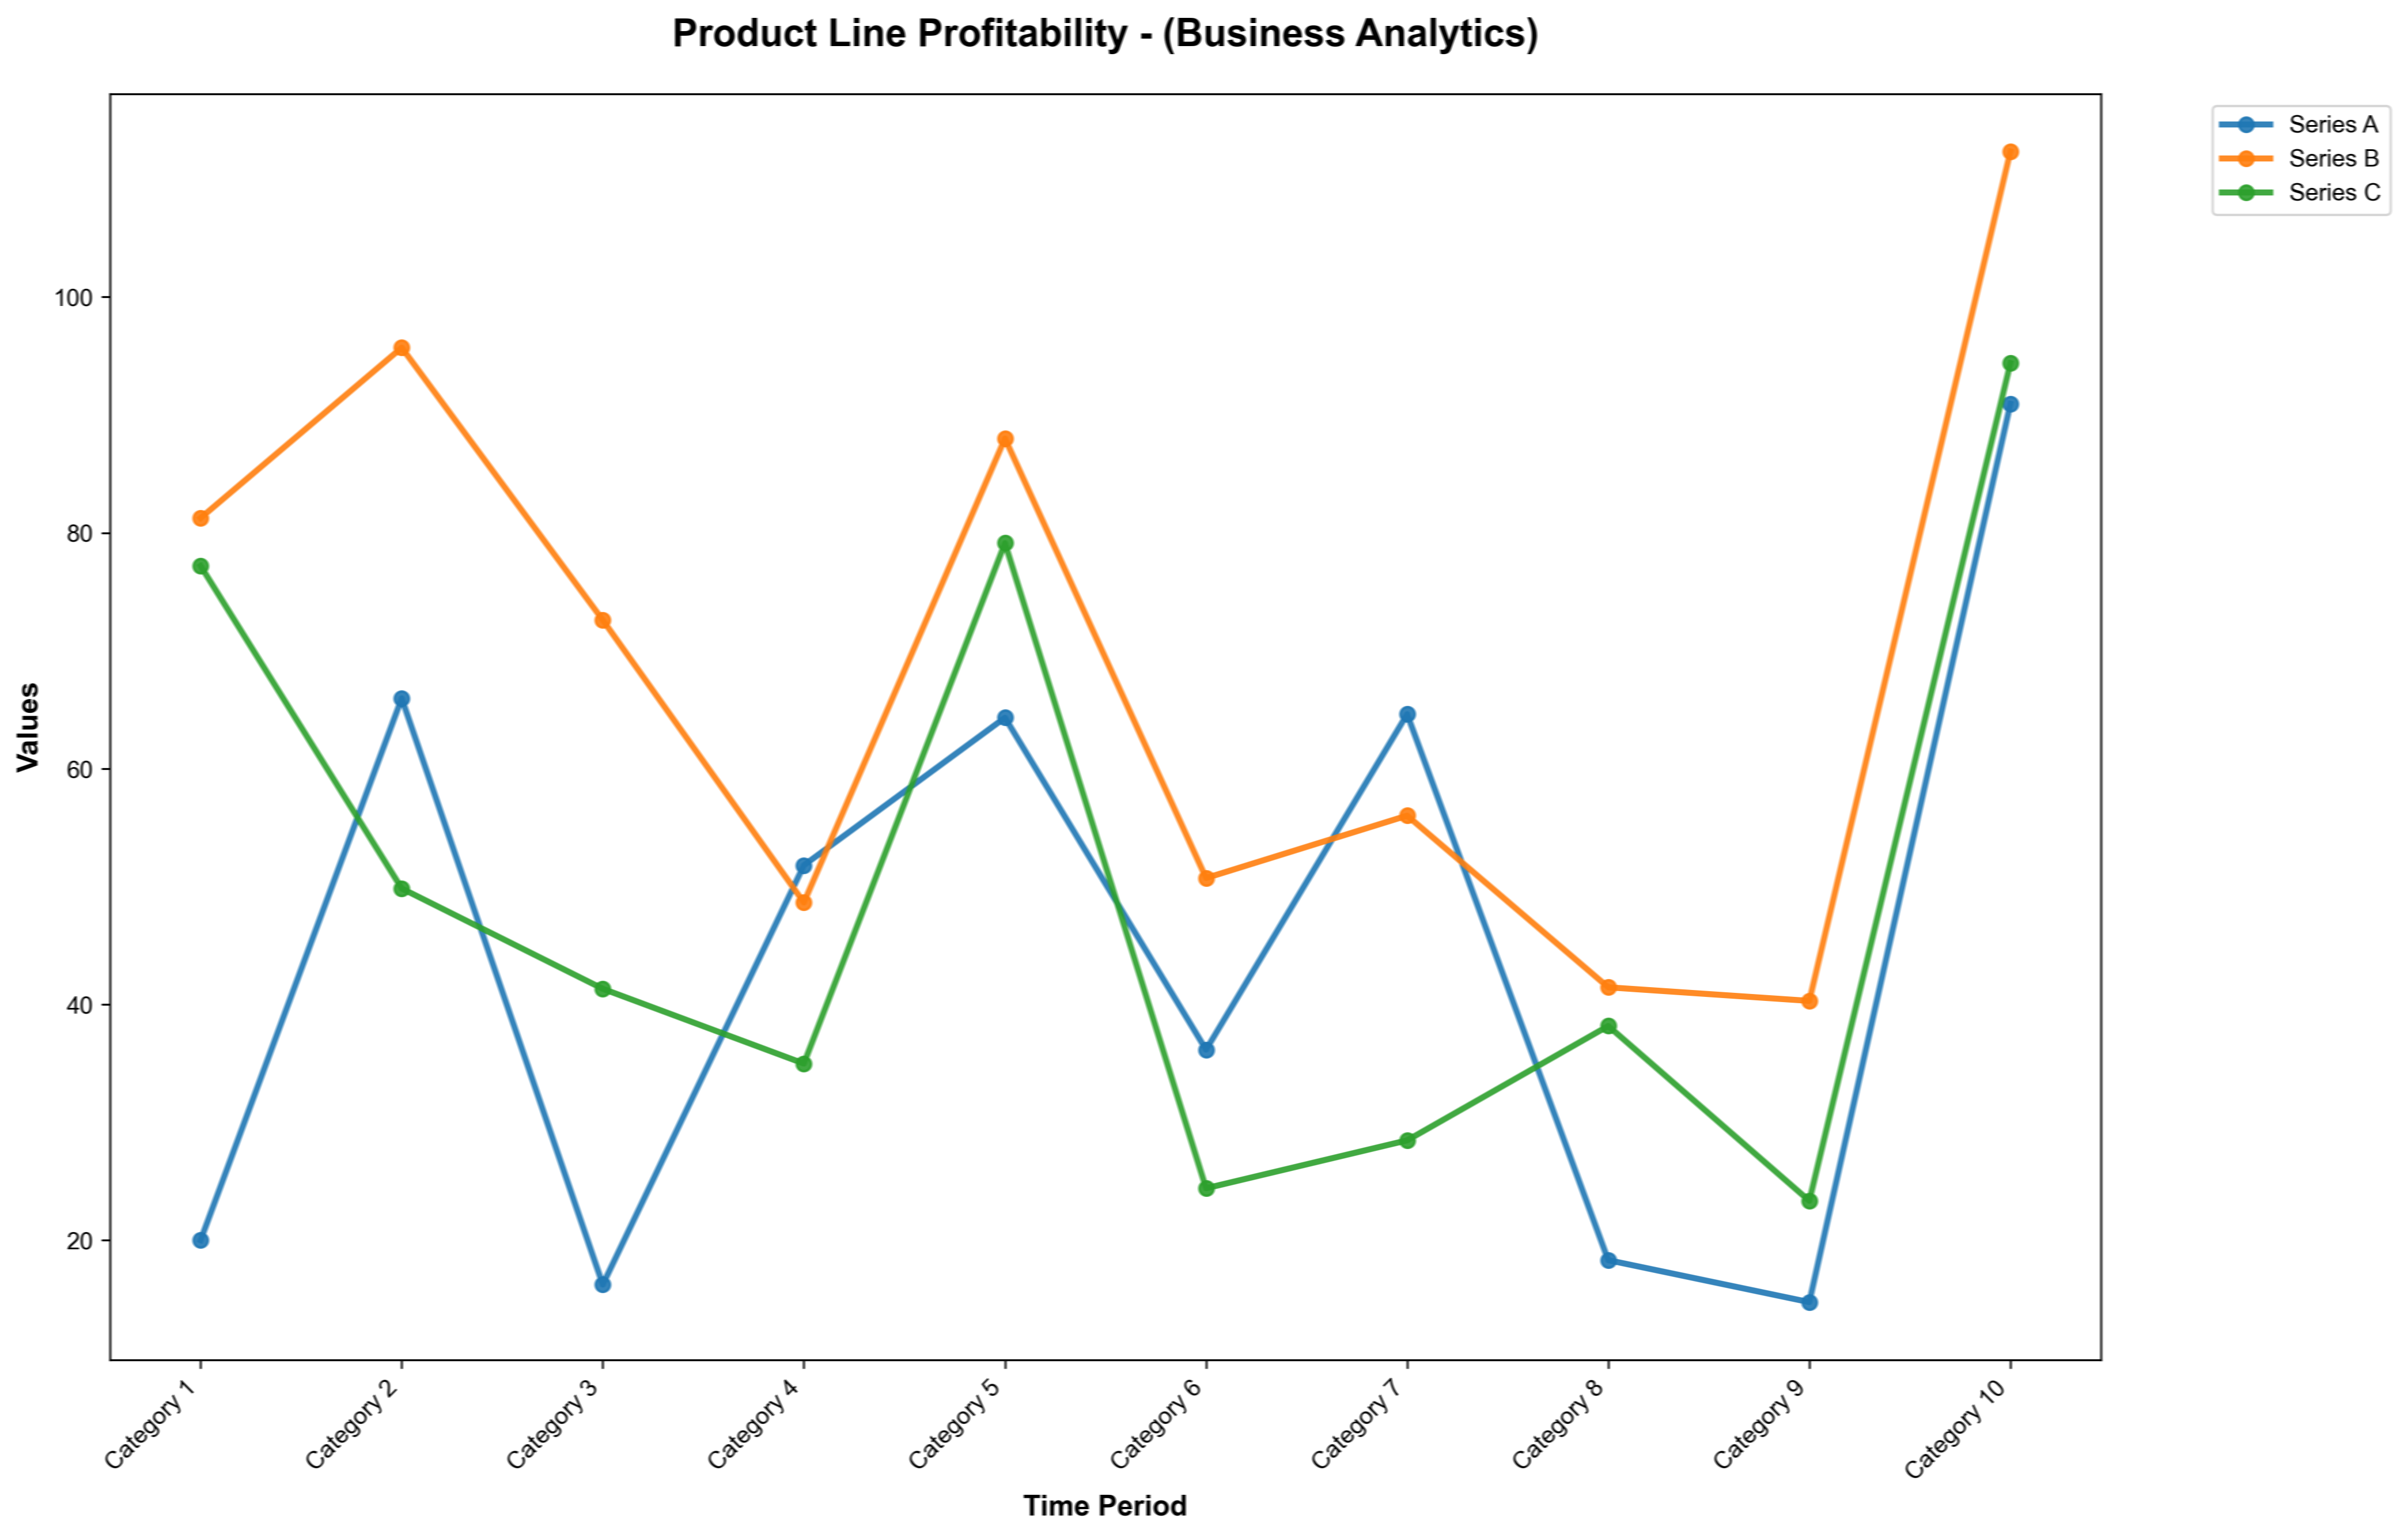 Product Line Profitability - (Business Analytics)
Series A
Series B
Series C
Values
100
80
60
40
20
Category 1
Category 2
Category 3
Category 4
Category 5
Category 6
Category 7
Category 8
Category 9
Category 10
Time Period